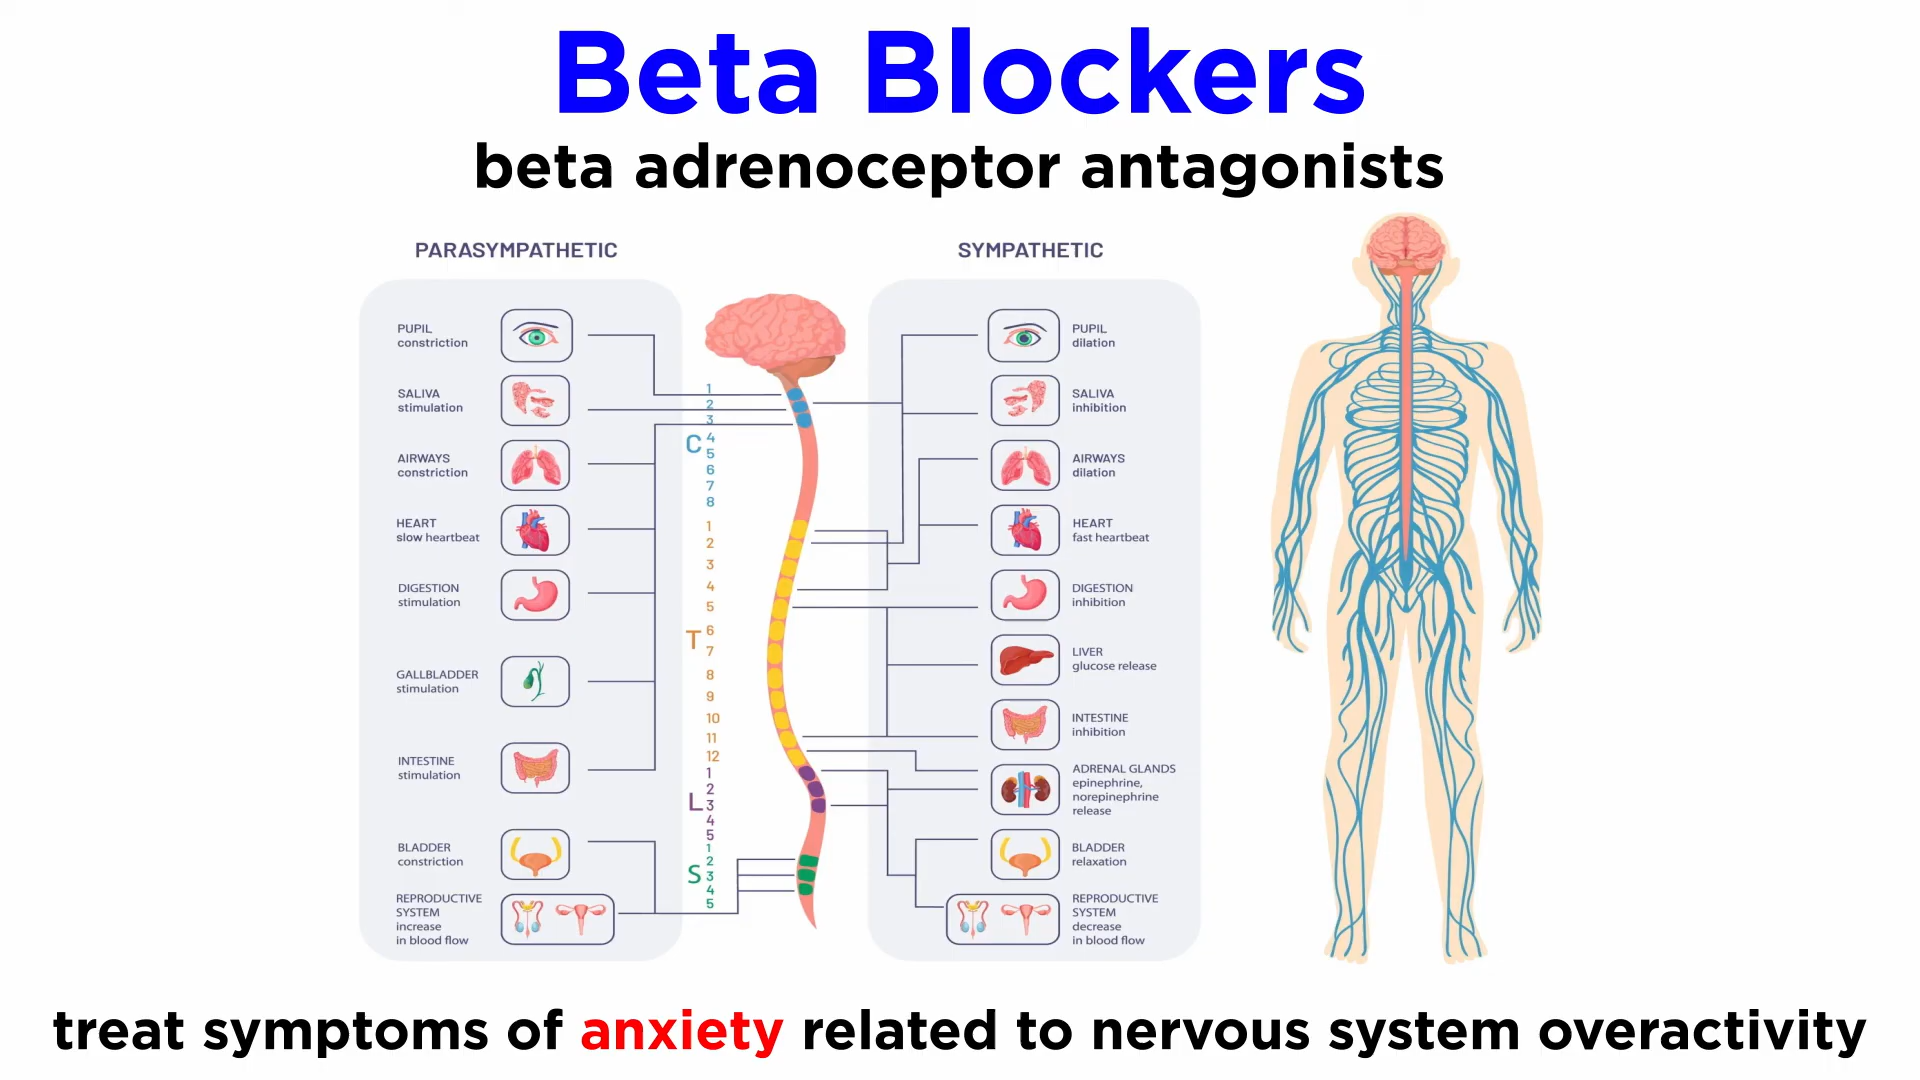 Beta Blockers
beta adrenoceptor antagonists
PARASYMPATHETIC
PUPIL
constriction
SALIVA
stimulation
AIRWAYS
constriction
HEART
slow heartbeat
DIGESTION
stimulation
GALLBLADDER
stimulation
INTESTINE
stimulation
BLADDER
constriction
REPRODUCTIVE
SYSTEM
increase
in blood flow
C
1
2
3
4
5
6
7
8
T
1
2
3
4
5
6
7
8
9
10
11
12
L
1
2
3
4
5
S
1
2
3
4
5
SYMPATHETIC
PUPIL
dilation
SALIVA
inhibition
AIRWAYS
dilation
HEART
fast heartbeat
DIGESTION
inhibition
LIVER
glucose release
INTESTINE
inhibition
ADRENAL GLANDS
epinephrine,
norepinephrine
release
BLADDER
relaxation
REPRODUCTIVE
SYSTEM
decrease
in blood flow
treat symptoms of anxiety related to nervous system overactivity